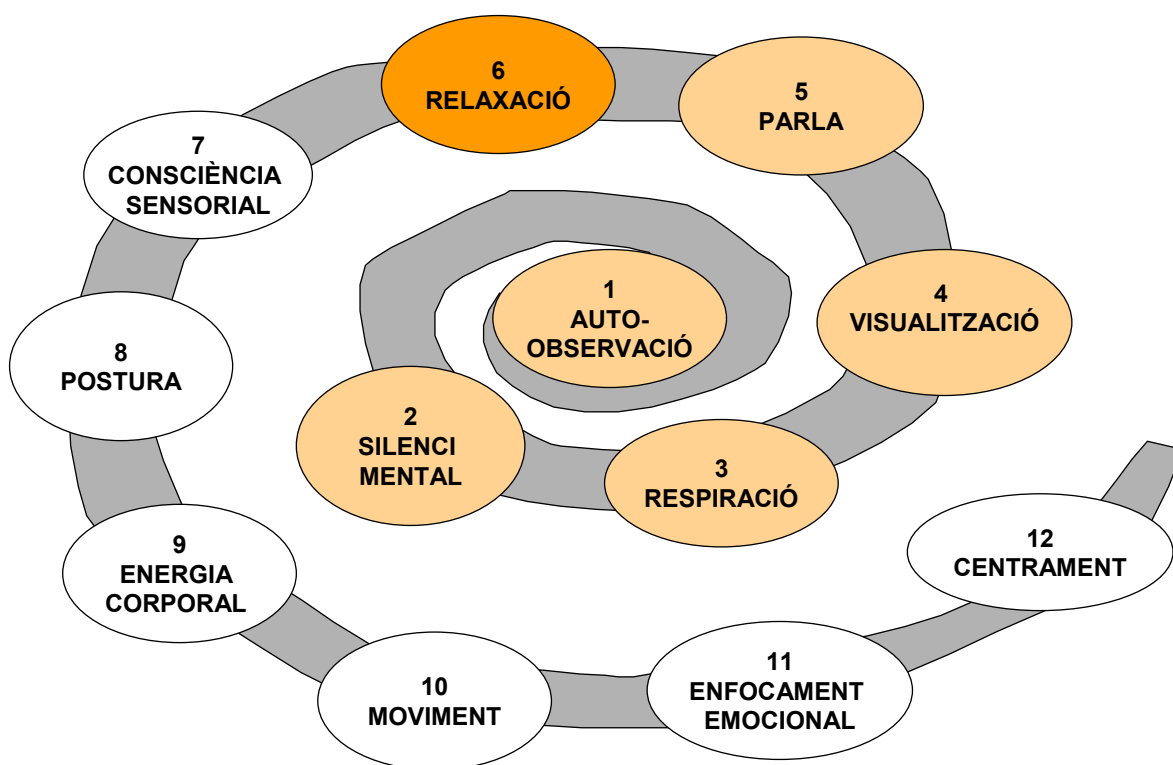 1
AUTO-
OBSERVACIÓ
2
SILENCI
MENTAL
3
RESPIRACIÓ
4
VISUALITZACIÓ
5
PARLA
6
RELAXACIÓ
7
CONSCIÈNCIA
SENSORIAL
8
POSTURA
9
ENERGIA
CORPORAL
10
MOVIMENT
11
ENFOCAMENT
EMOCIONAL
12
CENTRAMENT